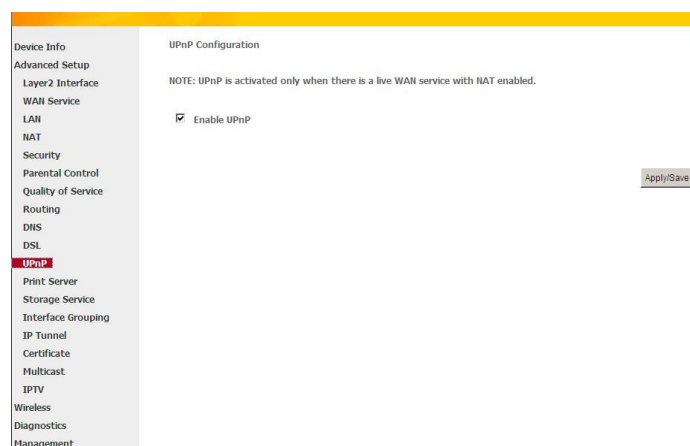 Device Info
Advanced Setup
Layer2 Interface
WAN Service
LAN
NAT
Security
Parental Control
Quality of Service
Routing
DNS
DSL
UPnP
Print Server
Storage Service
Interface Grouping
IP Tunnel
Certificate
Multicast
IPTV
Wireless
Diagnostics
Management
UPnP Configuration
NOTE: UPnP is activated only when there is a live WAN service with NAT enabled.
Enable UPnP
Apply/Save